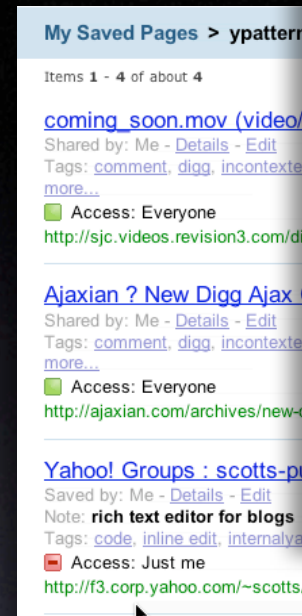 My Saved Pages > ypattern
Items 1 - 4 of about 4
coming_soon.mov (video/
Shared by: Me - Details - Edit
Tags: comment, digg, incontexte
more...
Access: Everyone
http://sjc.videos.revision3.com/di
Ajaxian ? New Digg Ajax
Shared by: Me - Details - Edit
Tags: comment, digg, incontexte
more...
Access: Everyone
http://ajaxian.com/archives/new-
Yahoo! Groups : scotts-pu
Saved by: Me - Details - Edit
Note: rich text editor for blogs
Tags: code, inline edit, internalya
Access: Just me
http://f3.corp.yahoo.com/~scotts.